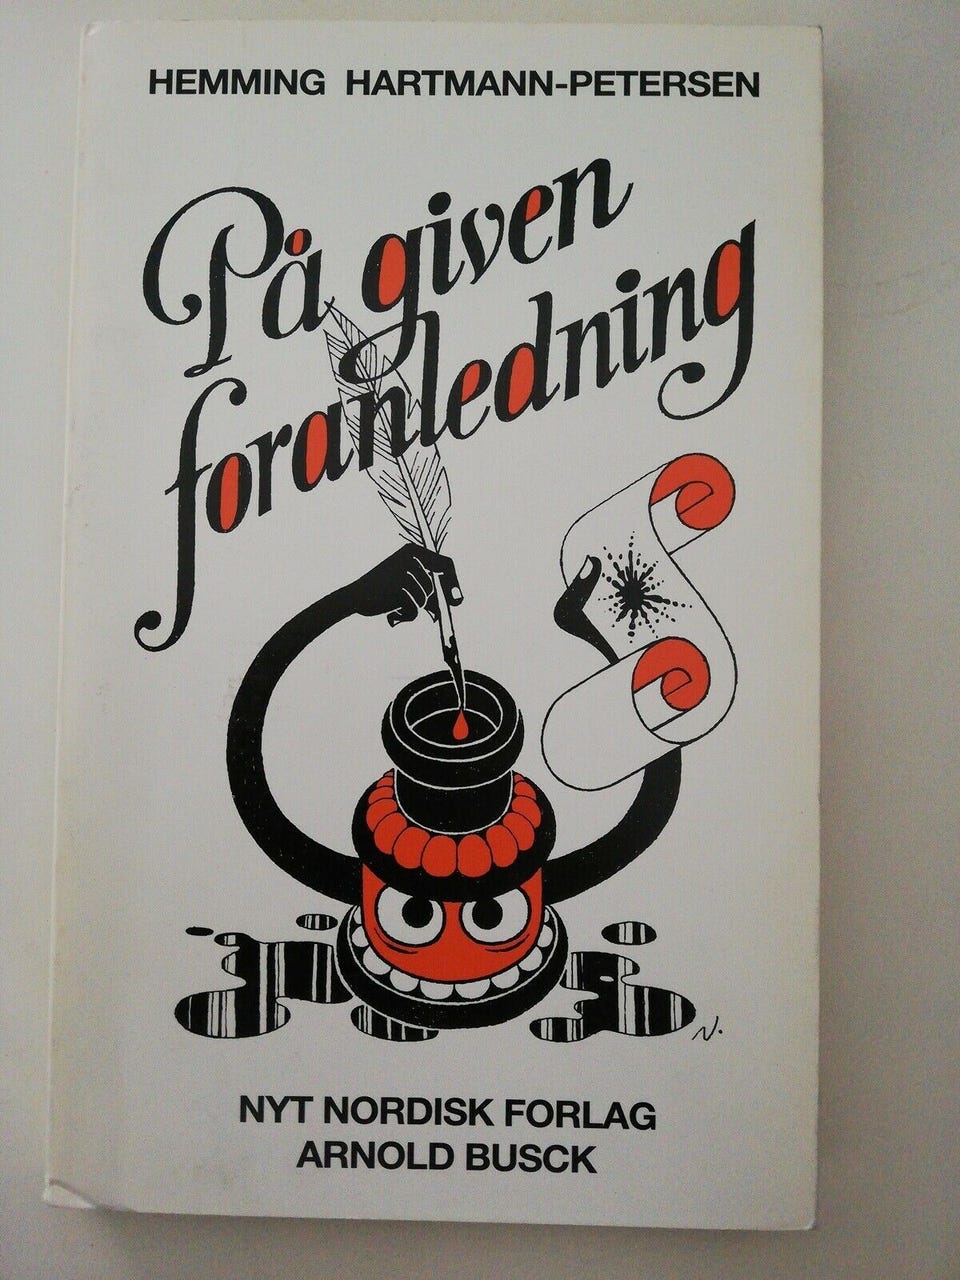 HEMMING HARTMANN-PETERSEN
På given
foranledning
N.
NYT NORDISK FORLAG
ARNOLD BUSCK